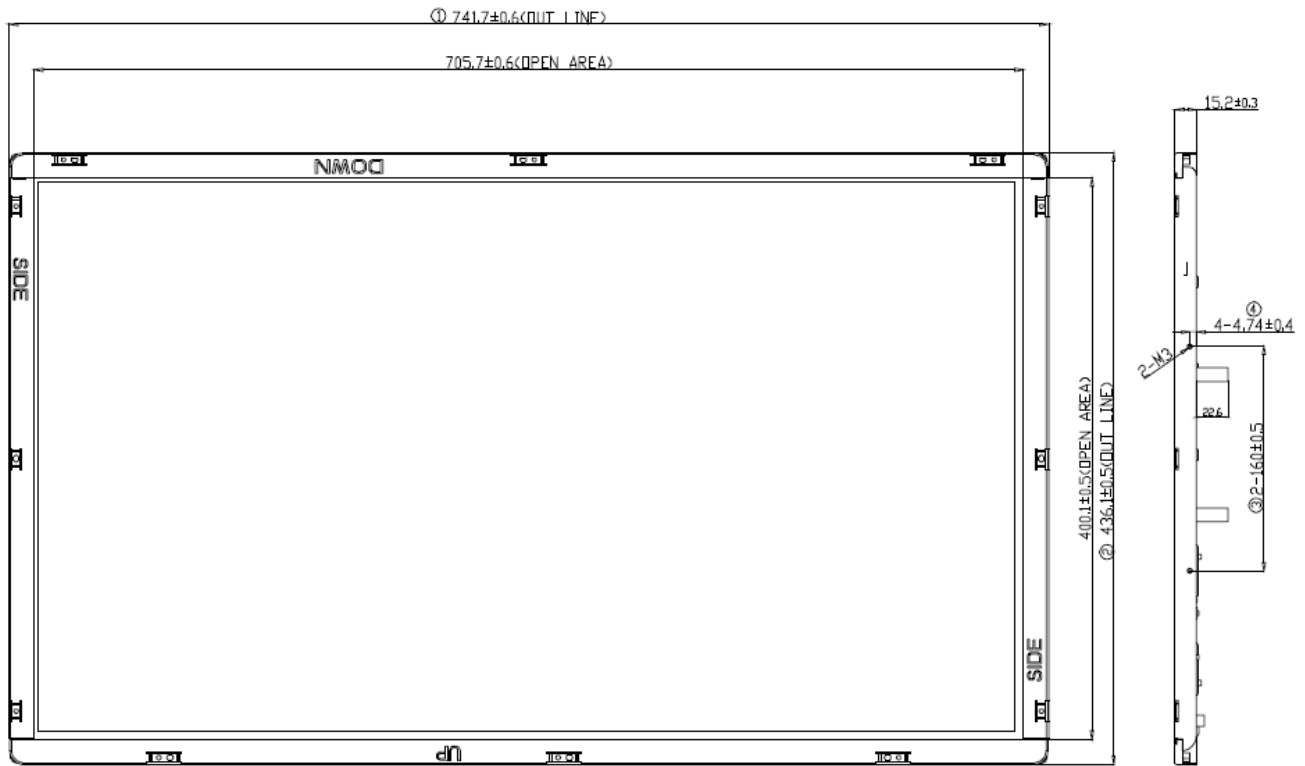 ① 741.7±0.6(OUT LINE)
705.7±0.6(OPEN AREA)
15.2±0.3
DOWN
SIDE
④
4-4.74±0.4
2-M3
22.6
③2-160±0.5
400.1±0.5(OPEN AREA)
② 436.1±0.5(OUT LINE)
SIDE
UP